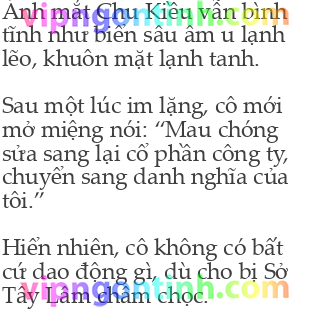 Ánh mắt Chu Kiều vẫn bình
tĩnh như biển sâu âm u lạnh
lẽo, khuôn mặt lạnh tanh.
Sau một lúc im lặng, cô mới
mở miệng nói: “Mau chóng
sửa sang lại cổ phần công ty,
chuyển sang danh nghĩa của
tôi.”
Hiển nhiên, cô không có bất
cứ dao động gì, dù cho bị Sở
Tây Lâm châm chọc.
vipngontinh.com
vipngontinh.com